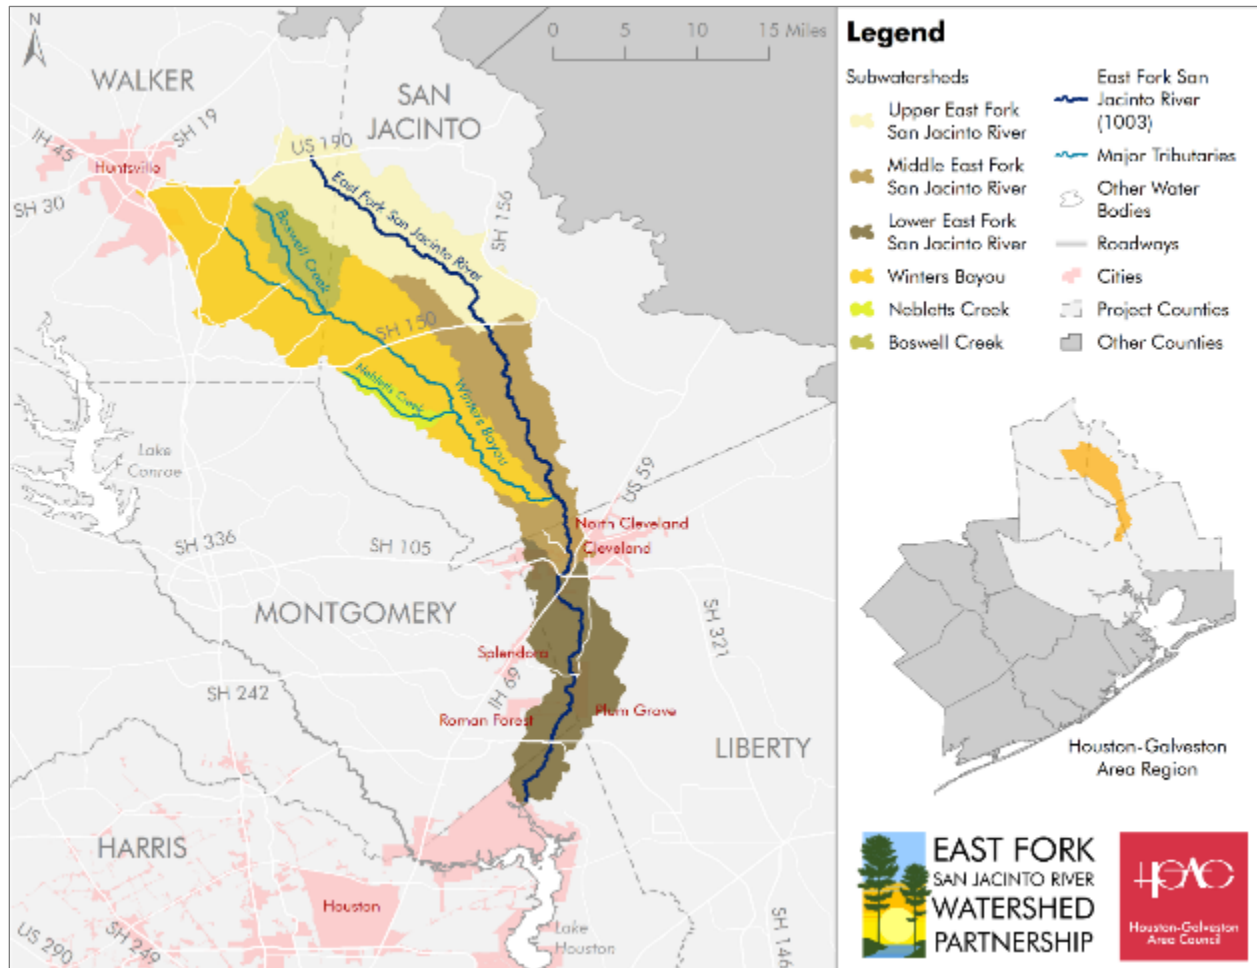 N
0 5 10 15 Miles
WALKER
SAN
JACINTO
IH 45
SH 19
US 190
Huntsville
SH 30
East Fork San Jacinto River
SH 156
Boswell Creek
SH 150
Nebletts Creek
Winters Bayou
Lake
Conroe
US 59
North Cleveland
Cleveland
SH 336
SH 105
MONTGOMERY
SH 321
Splendora
IH 69
SH 242
Roman Forest
Plum Grove
LIBERTY
HARRIS
Houston
Lake
Houston
US 290
SH 249
SH 146
Legend
Subwatersheds
Upper East Fork
San Jacinto River
Middle East Fork
San Jacinto River
Lower East Fork
San Jacinto River
Winters Bayou
Nebletts Creek
Boswell Creek
East Fork San
Jacinto River
(1003)
Major Tributaries
Other Water
Bodies
Roadways
Cities
Project Counties
Other Counties
Houston-Galveston
Area Region
EAST FORK
SAN JACINTO RIVER
WATERSHED
PARTNERSHIP
Houston-Galveston
Area Council